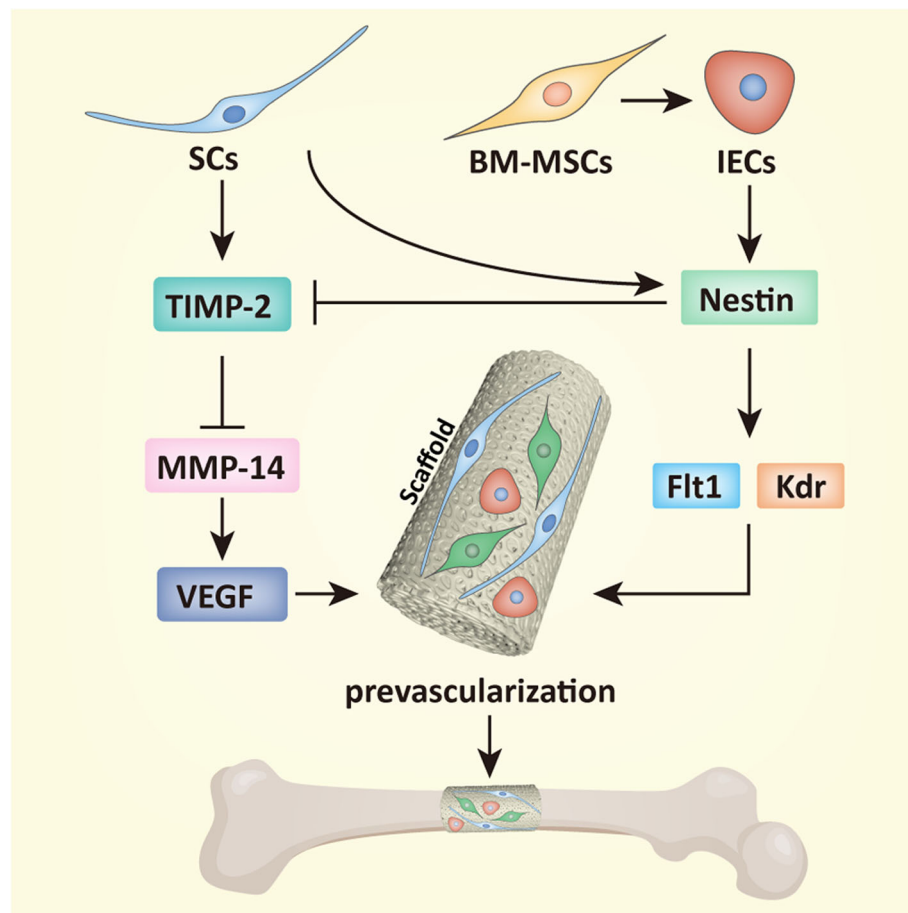 SCs
BM-MSCs
IECs
TIMP-2
Nestin
Scaffold
MMP-14
Flt1
Kdr
VEGF
prevascularization